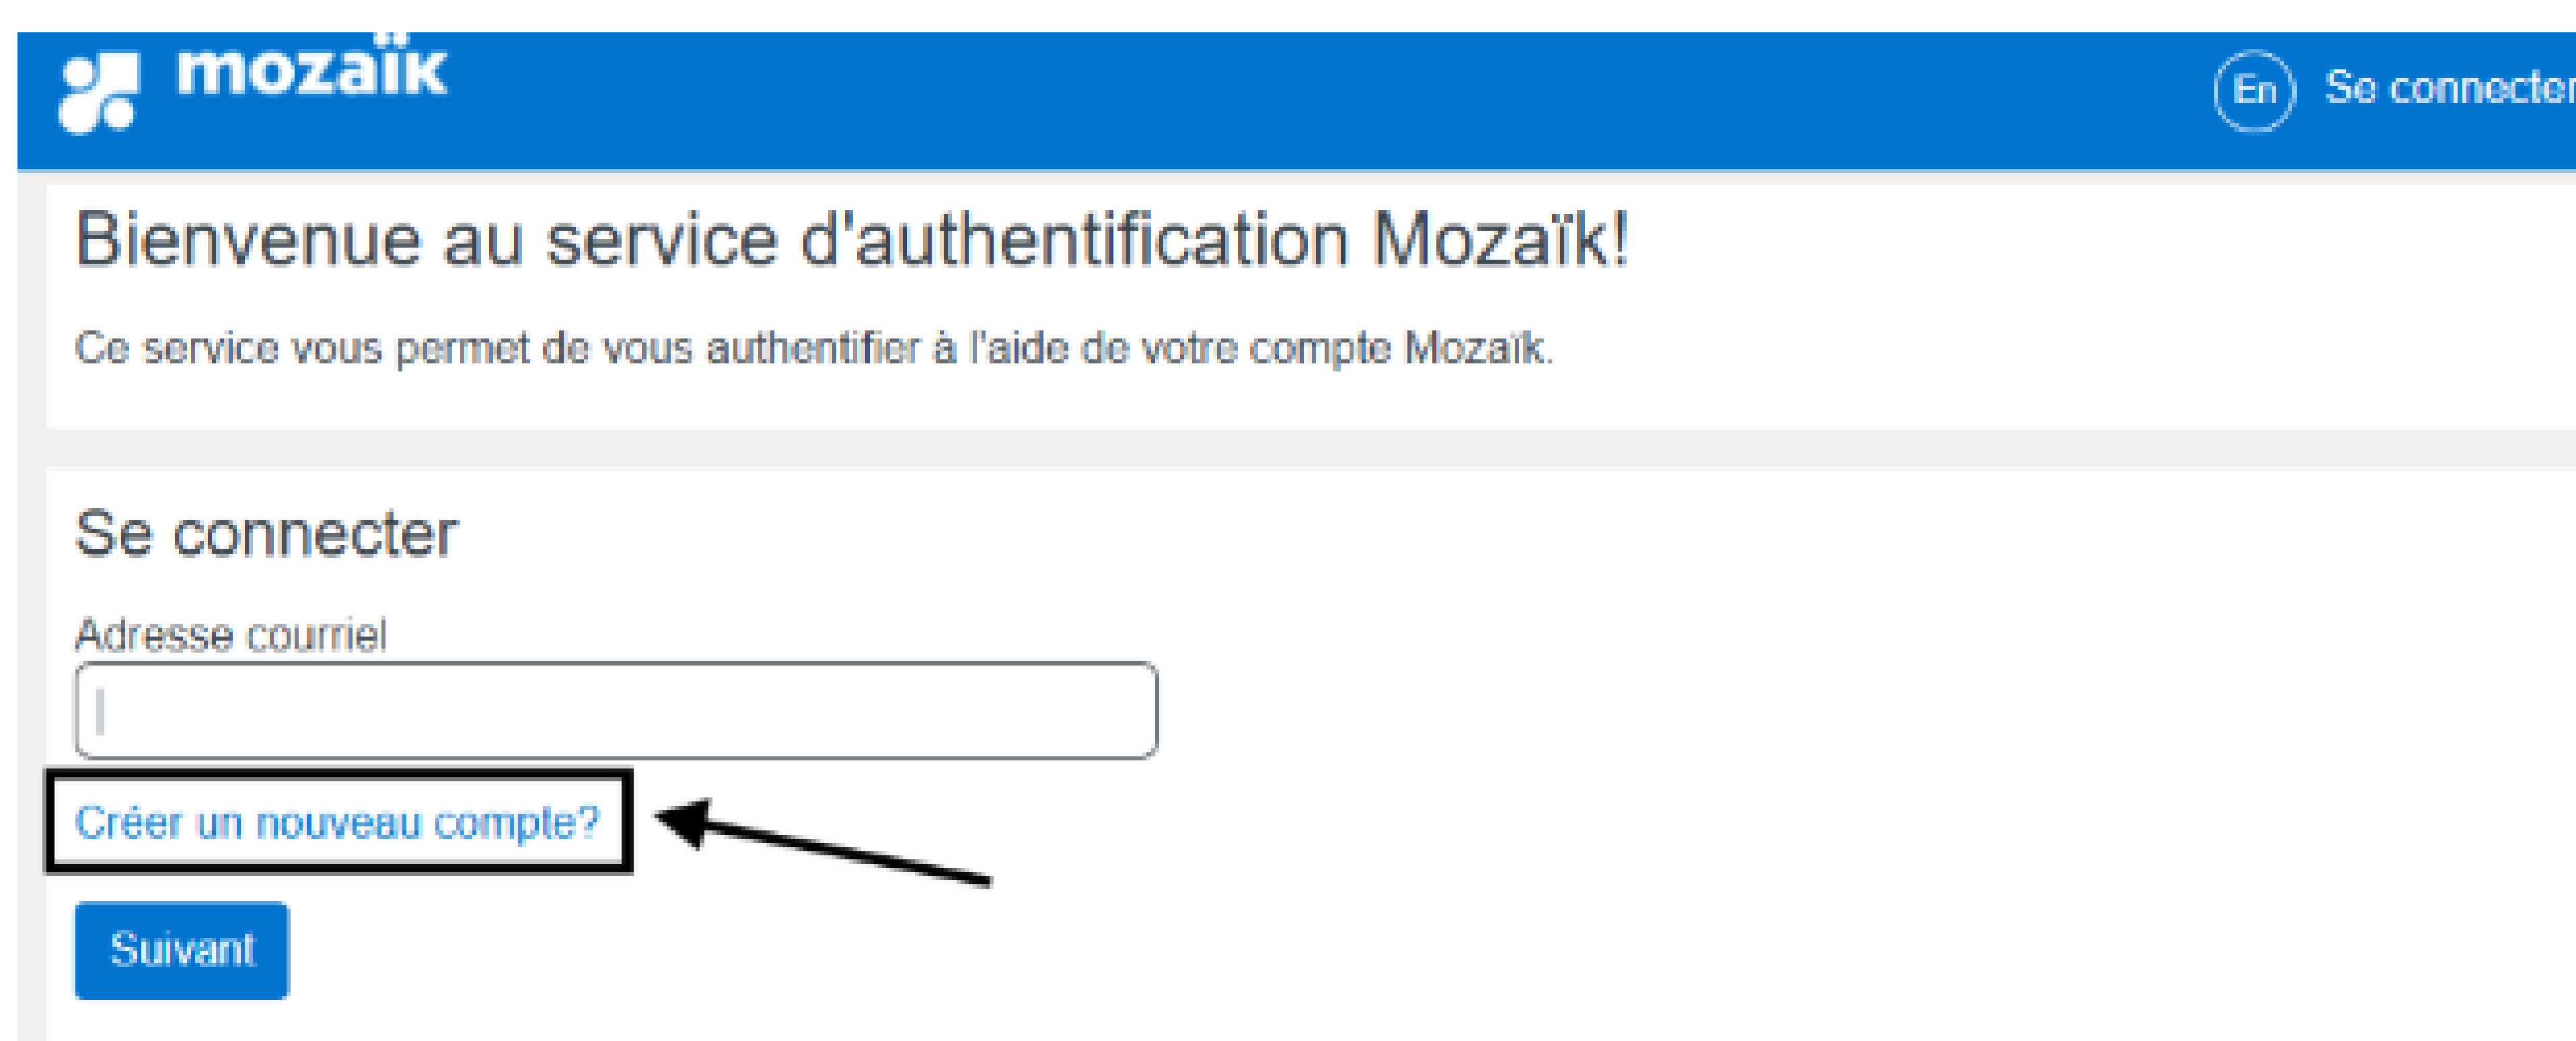 mozaïk
En Se connecter
Bienvenue au service d'authentification Mozaïk!
Ce service vous permet de vous authentifier à l'aide de votre compte Mozaïk.
Se connecter
Adresse courriel
Créer un nouveau compte?
Suivant